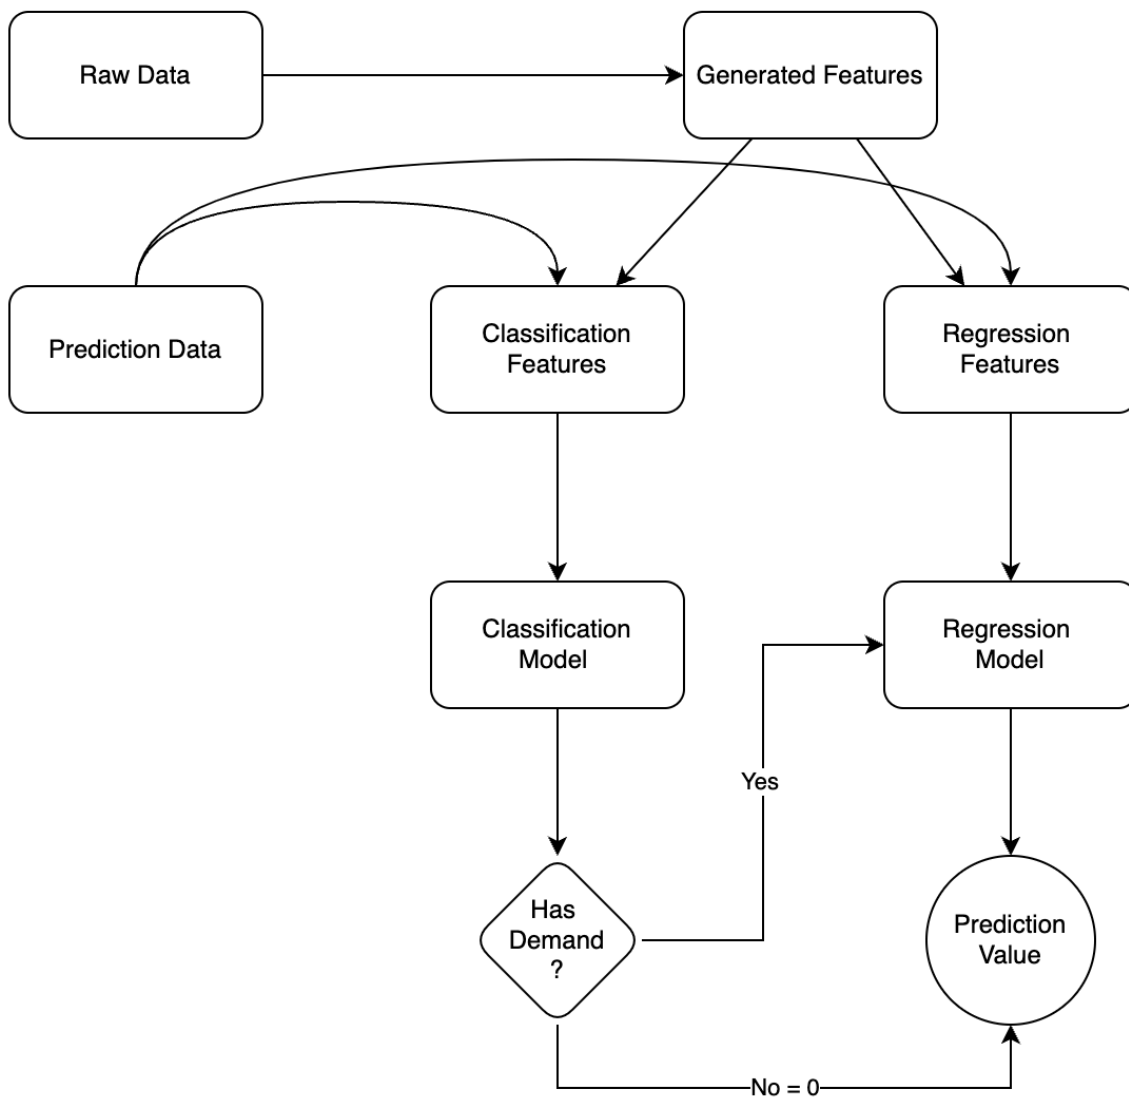 Raw Data
Generated Features
Prediction Data
Classification
Features
Regression
Features
Classification
Model
Regression
Model
Yes
Has
Demand
?
Prediction
Value
No = 0